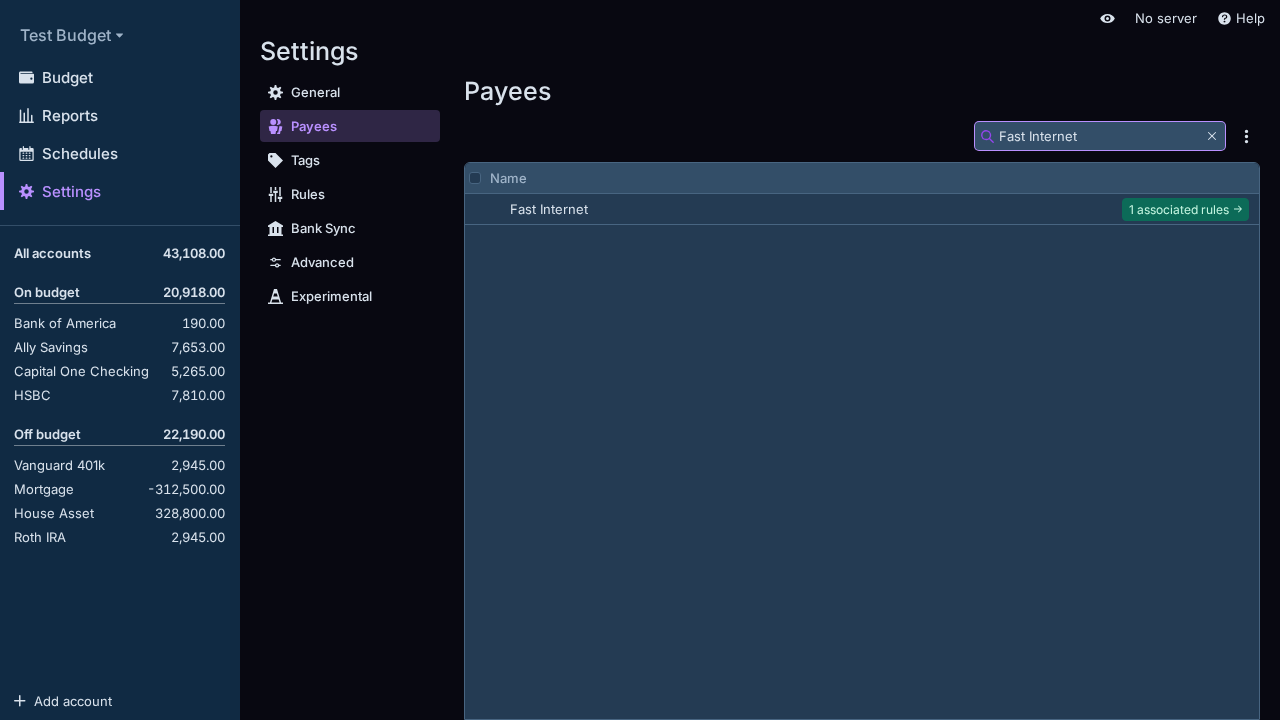 Test Budget
Budget
Reports
Schedules
Settings
All accounts 43,108.00
On budget 20,918.00
Bank of America 190.00
Ally Savings 7,653.00
Capital One Checking 5,265.00
HSBC 7,810.00
Off budget 22,190.00
Vanguard 401k 2,945.00
Mortgage -312,500.00
House Asset 328,800.00
Roth IRA 2,945.00
Add account
No server
Help
Settings
General
Payees
Tags
Rules
Bank Sync
Advanced
Experimental
Payees
Fast Internet
Name
Fast Internet 1 associated rules →